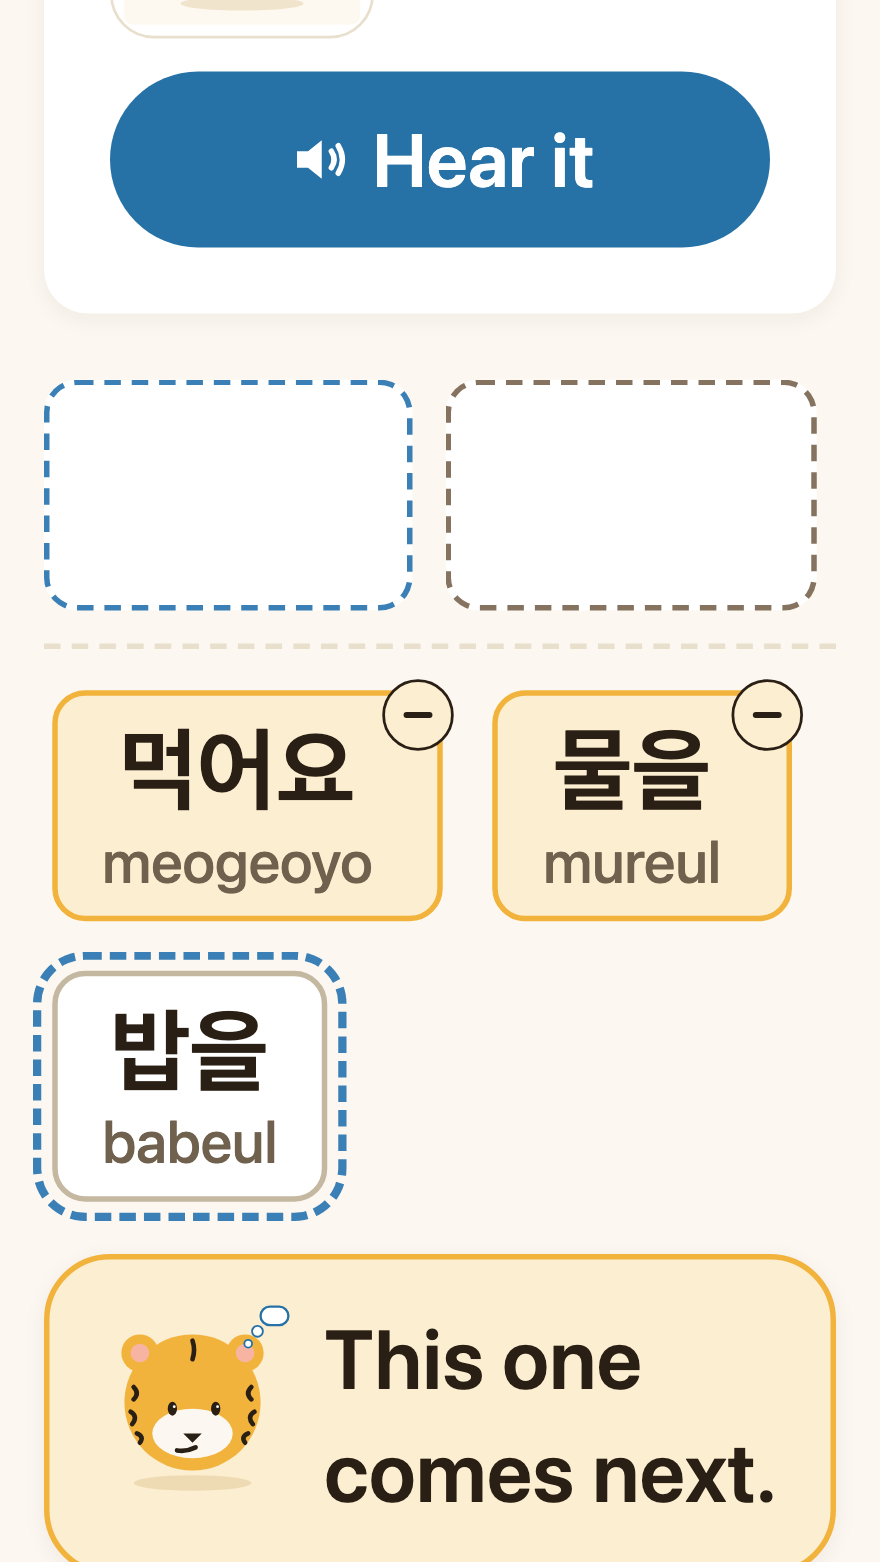 Hear it
먹어요
meogeoyo
물을
mureul
밥을
babeul
This one
comes next.